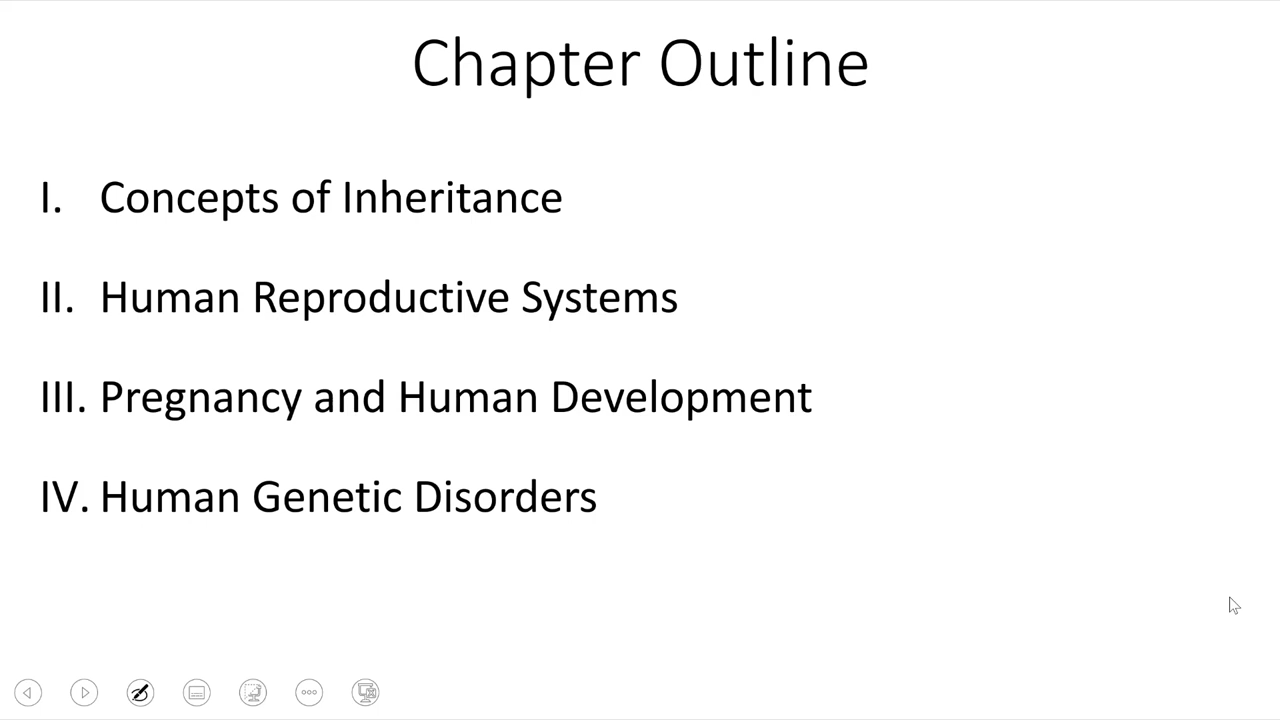 Chapter Outline
I. Concepts of Inheritance
II. Human Reproductive Systems
III. Pregnancy and Human Development
IV. Human Genetic Disorders